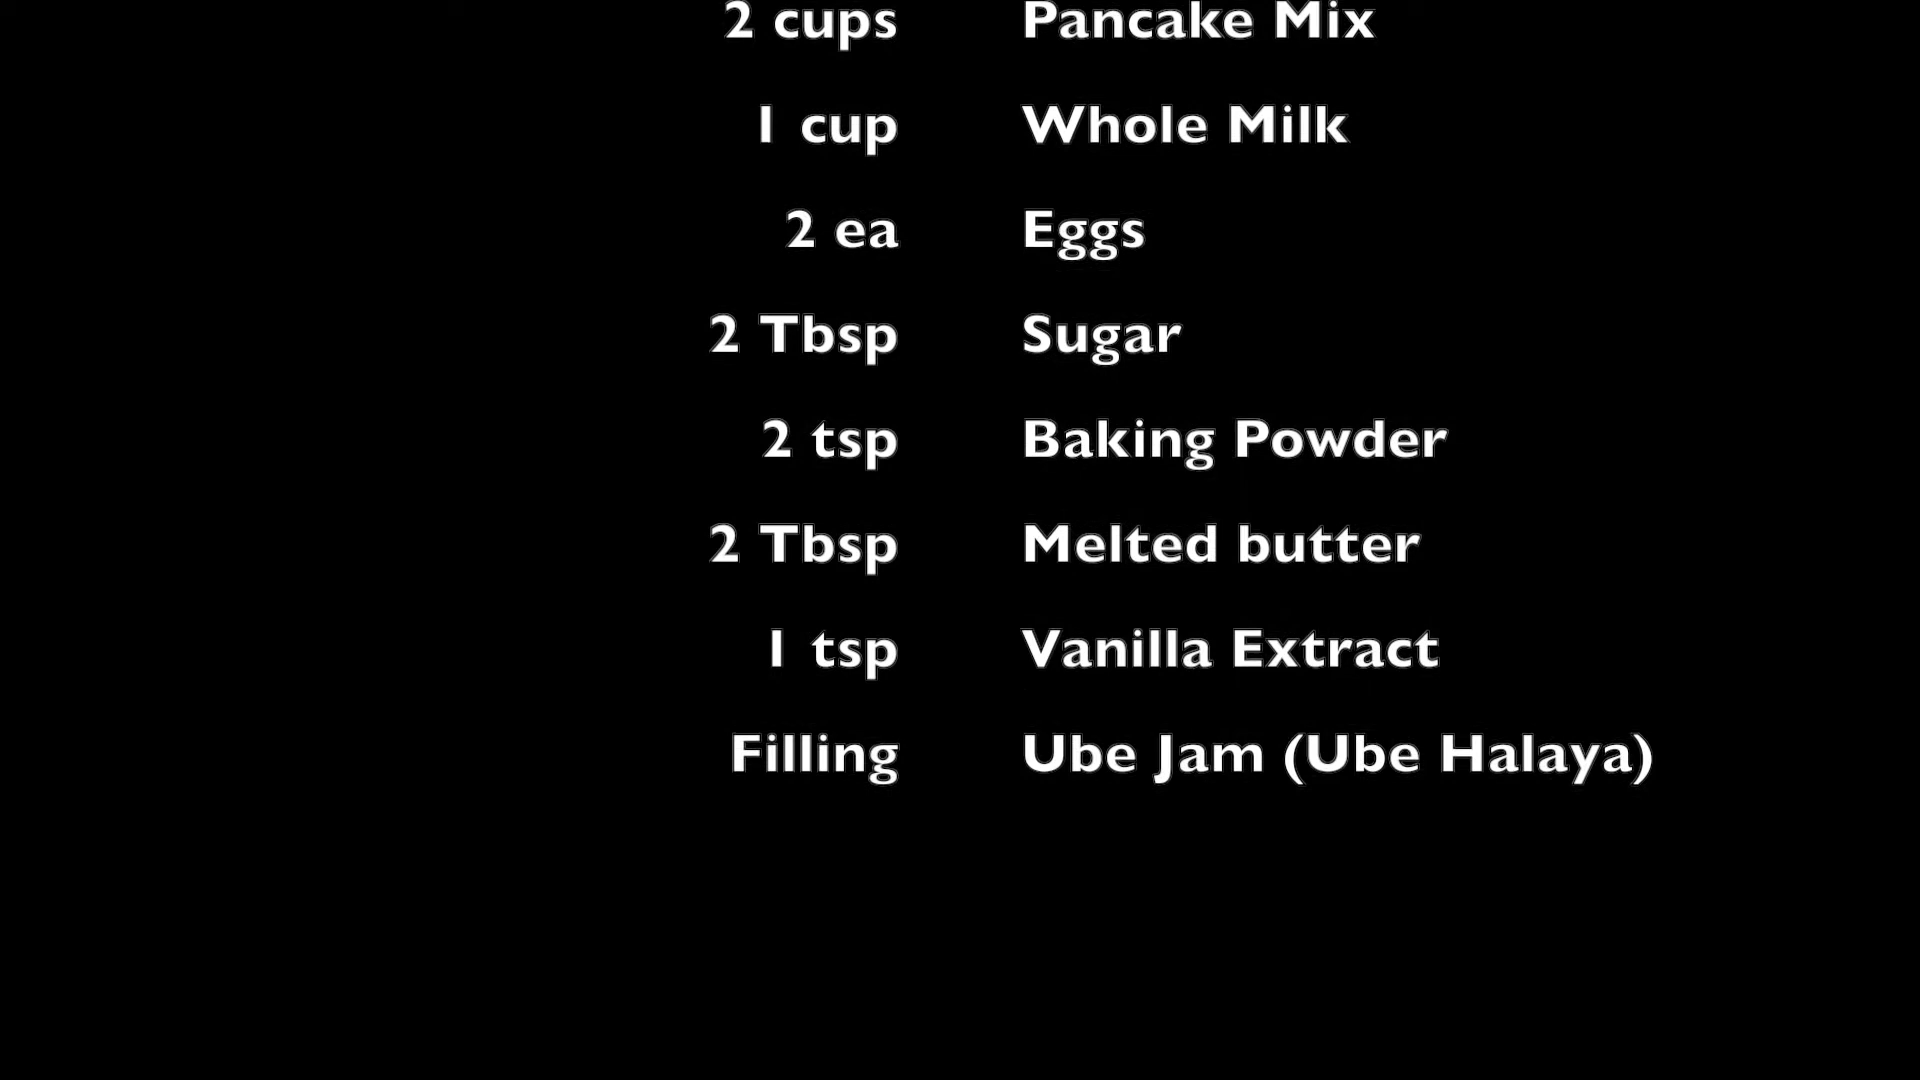 2 cups Pancake Mix
1 cup Whole Milk
2 ea Eggs
2 Tbsp Sugar
2 tsp Baking Powder
2 Tbsp Melted butter
1 tsp Vanilla Extract
Filling Ube Jam (Ube Halaya)